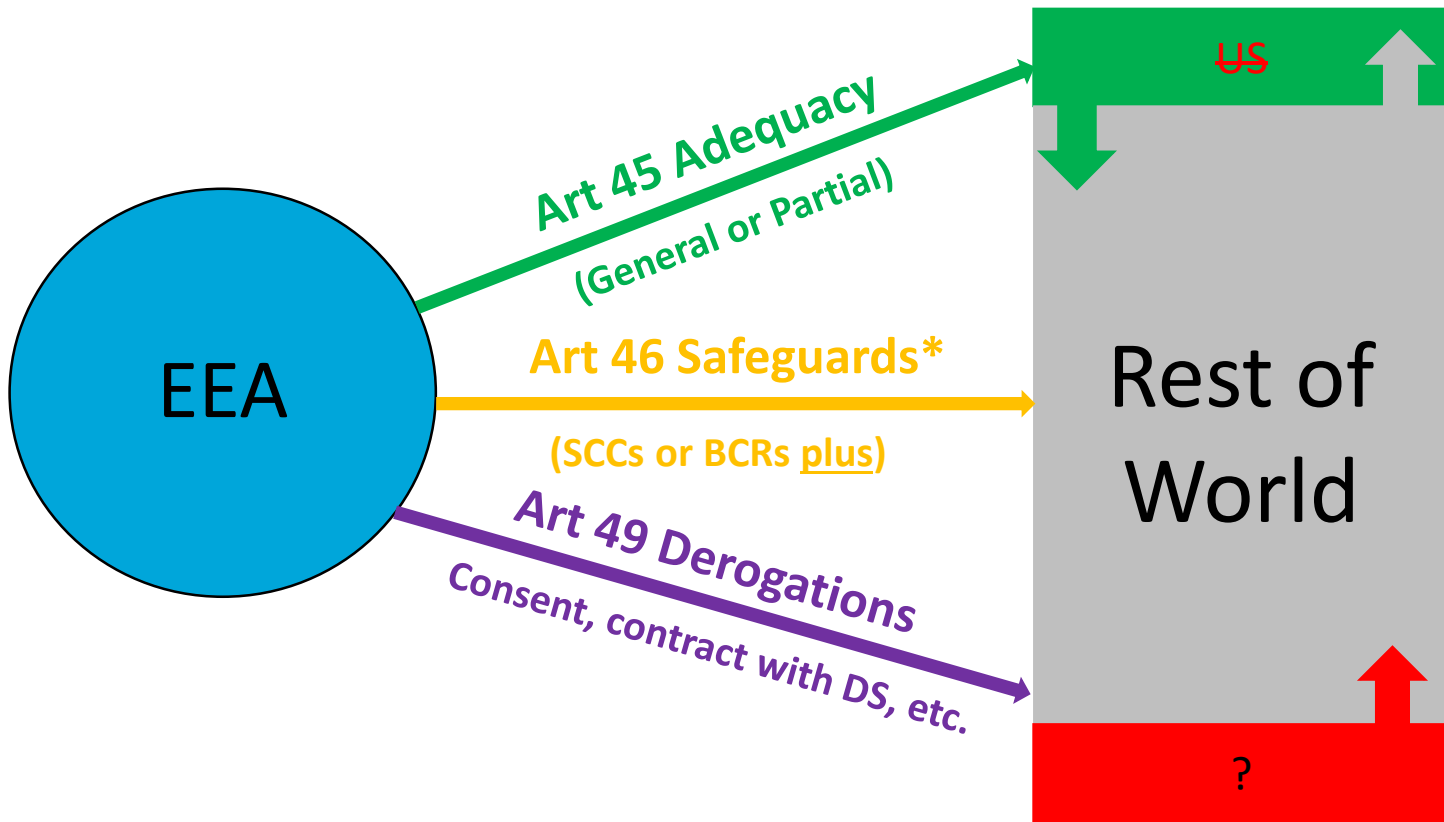 EEA
Art 45 Adequacy
(General or Partial)
Art 46 Safeguards*
(SCCs or BCRs plus)
Art 49 Derogations
Consent, contract with DS, etc.
US
Rest of
World
?